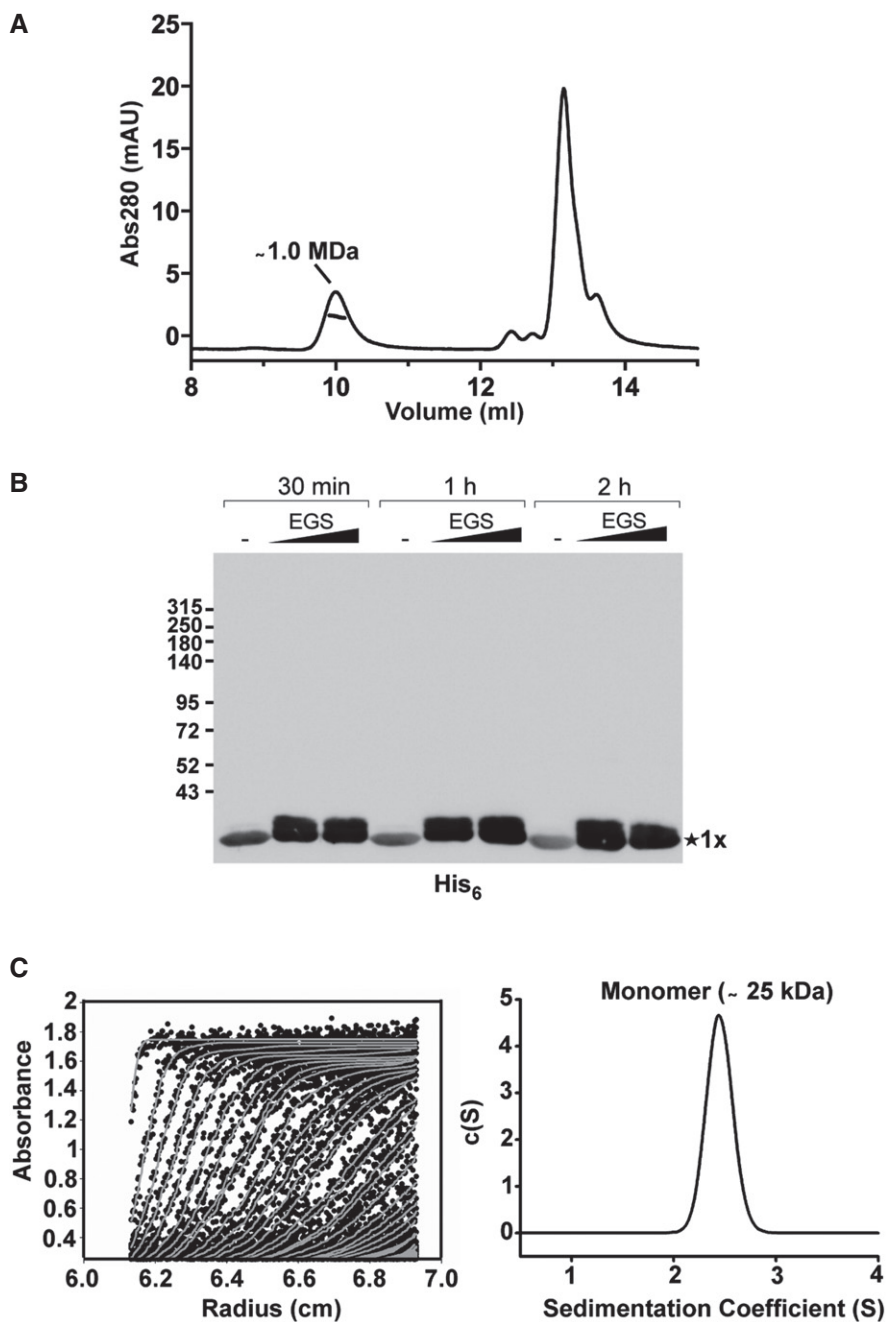 A
25
20
15
10
5
0
Abs280 (mAU)
~1.0 MDa
8 10 12 14
Volume (ml)
B
30 min 1 h 2 h
EGS EGS EGS
- - -
315
250
180
140
95
72
52
43
★1x
His6
C
2
1.8
1.6
1.4
1.2
1
0.8
0.6
0.4
Absorbance
6.0 6.2 6.4 6.6 6.8 7.0
Radius (cm)
Monomer (~ 25 kDa)
5
4
3
2
1
0
c(S)
1 2 3 4
Sedimentation Coefficient (S)